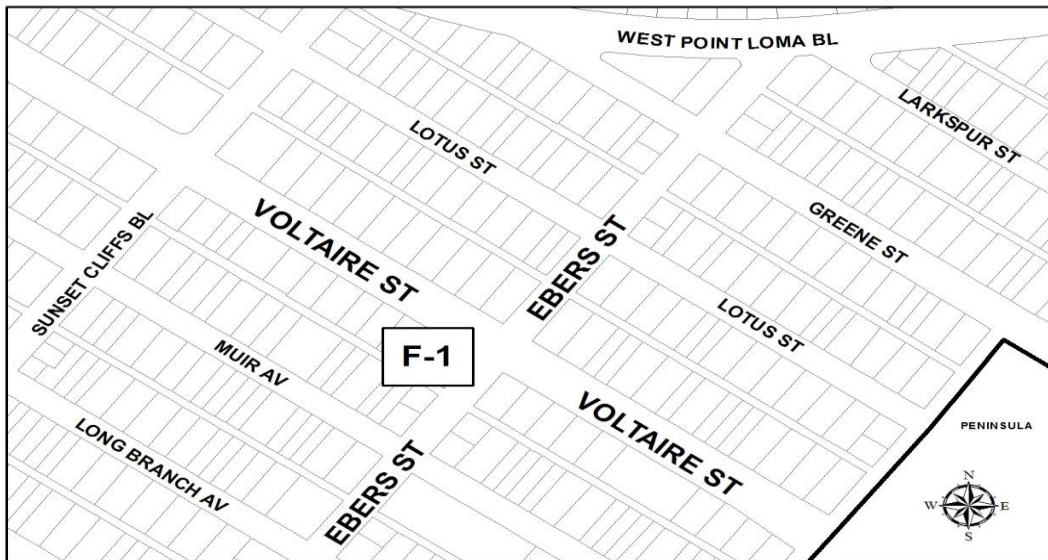 WEST POINT LOMA BL
LARKSPUR ST
LOTUS ST
GREENE ST
VOLTAIRE ST
EBERS ST
SUNSET CLIFFS BL
LOTUS ST
F-1
MUIR AV
VOLTAIRE ST
PENINSULA
LONG BRANCH AV
EBERS ST
N
W E
S